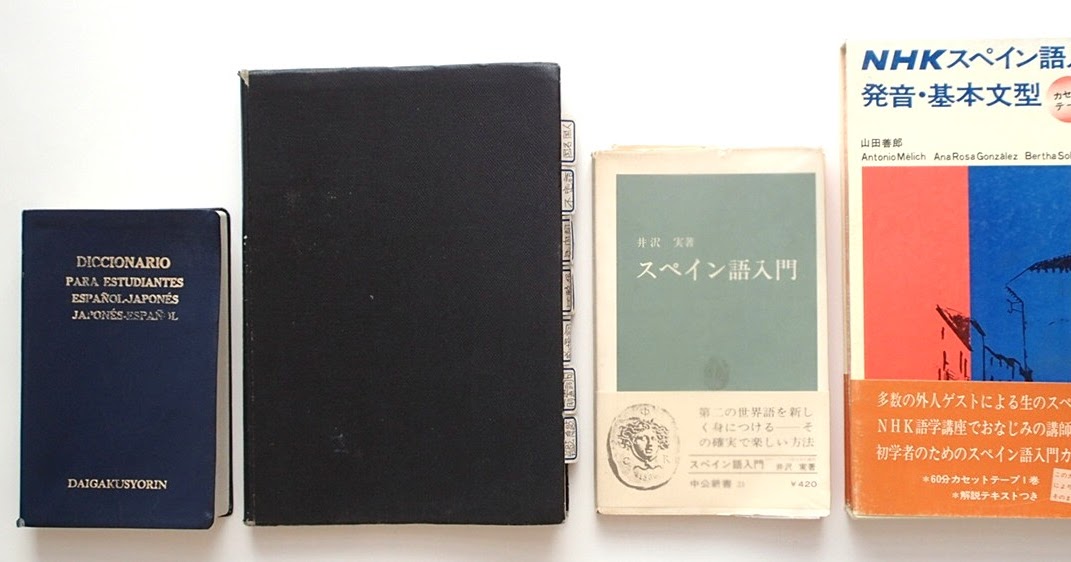 DICCIONARIO
PARA ESTUDIANTES
ESPAÑOL-JAPONÉS
JAPONÉS-ESPAÑOL
DAIGAKUSYORIN
井沢 実著
スペイン語入門
第二の世界語を新し
く身につける——そ
の確実で楽しい方法
スペイン語入門 井沢 実著
中公新書 23
¥420
NHKスペイン語
発音・基本文型
カセ
テー
山田善郎
Antonio Mélich Ana Rosa González Bertha Sol
多数の外人ゲストによる生のスペ
NHK語学講座でおなじみの講師
初学者のためのスペイン語入門カ
*60分カセットテープ1巻
*解説テキストつき